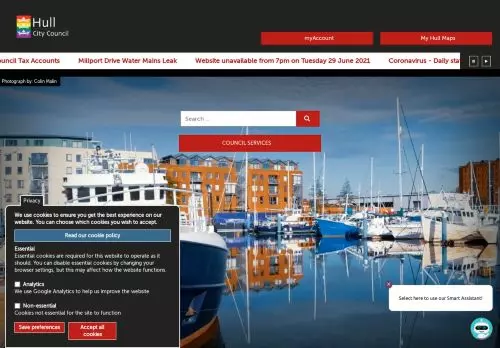 Hull
City Council
myAccount
My Hull Maps
ouncil Tax Accounts
Millport Drive Water Mains Leak
Website unavailable from 7pm on Tuesday 29 June 2021
Coronavirus - Daily stat
Photograph by: Colin Malin
Search ...
COUNCIL SERVICES
Privacy
We use cookies to ensure you get the best experience on our
website. You can choose which cookies you wish to accept.
Read our cookie policy
Essential
Essential cookies are required for this website to operate as it
should. You can disable essential cookies by changing your
browser settings, but this may affect how the website functions.
Analytics
We use Google Analytics to help us improve the website
Non-essential
Cookies not essential for the site to function
Save preferences
Accept all
cookies
Select here to use our Smart Assistant!